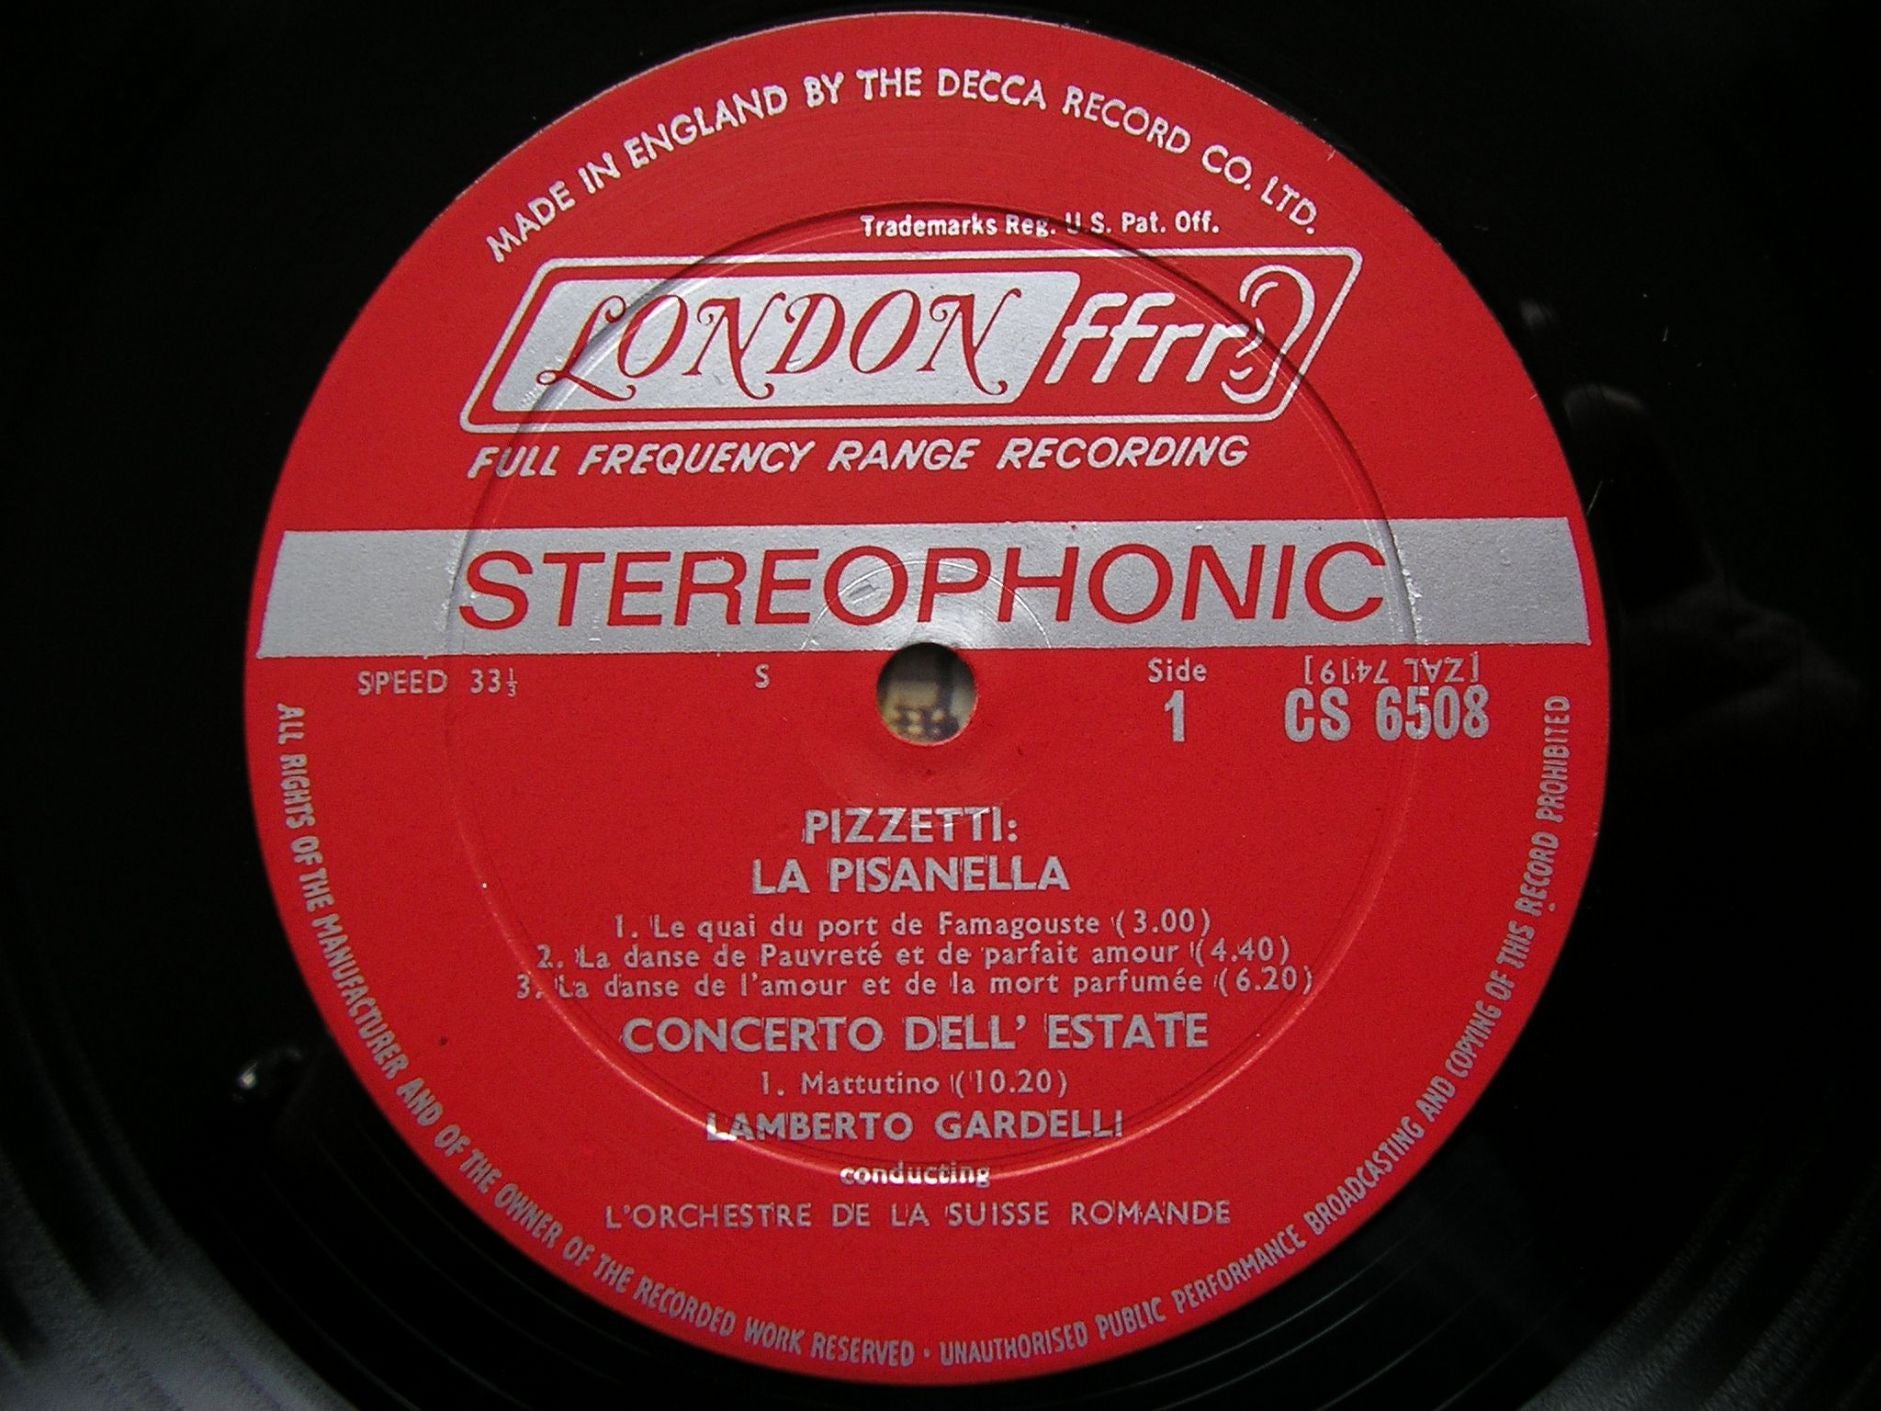 MADE IN ENGLAND BY THE DECCA RECORD CO. LTD.
Trademarks Reg. U.S. Pat. Off.
LONDON ffrr
FULL FREQUENCY RANGE RECORDING
STEREOPHONIC
SPEED 33⅓ S Side [ZAL 7419]
1 CS 6508
PIZZETTI:
LA PISANELLA
1. Le quai du port de Famagouste (3.00)
2. La danse de Pauvreté et de parfait amour (4.40)
3. La danse de l'amour et de la mort parfumée (6.20)
CONCERTO DELL' ESTATE
1. Mattutino (10.20)
LAMBERTO GARDELLI
conducting
L'ORCHESTRE DE LA SUISSE ROMANDE
ALL RIGHTS OF THE MANUFACTURER AND OF THE OWNER OF THE RECORDED WORK RESERVED · UNAUTHORISED PUBLIC PERFORMANCE BROADCASTING AND COPYING OF THIS RECORD PROHIBITED